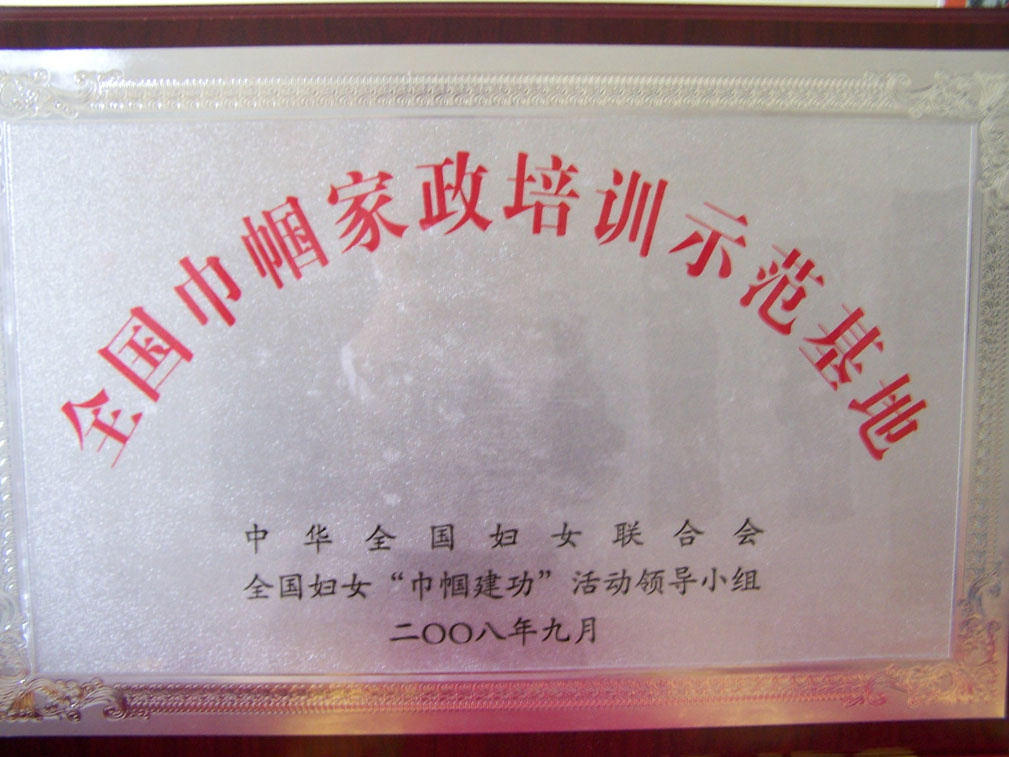 全国巾帼家政培训示范基地
中华全国妇女联合会
全国妇女“巾帼建功”活动领导小组
二〇〇八年九月